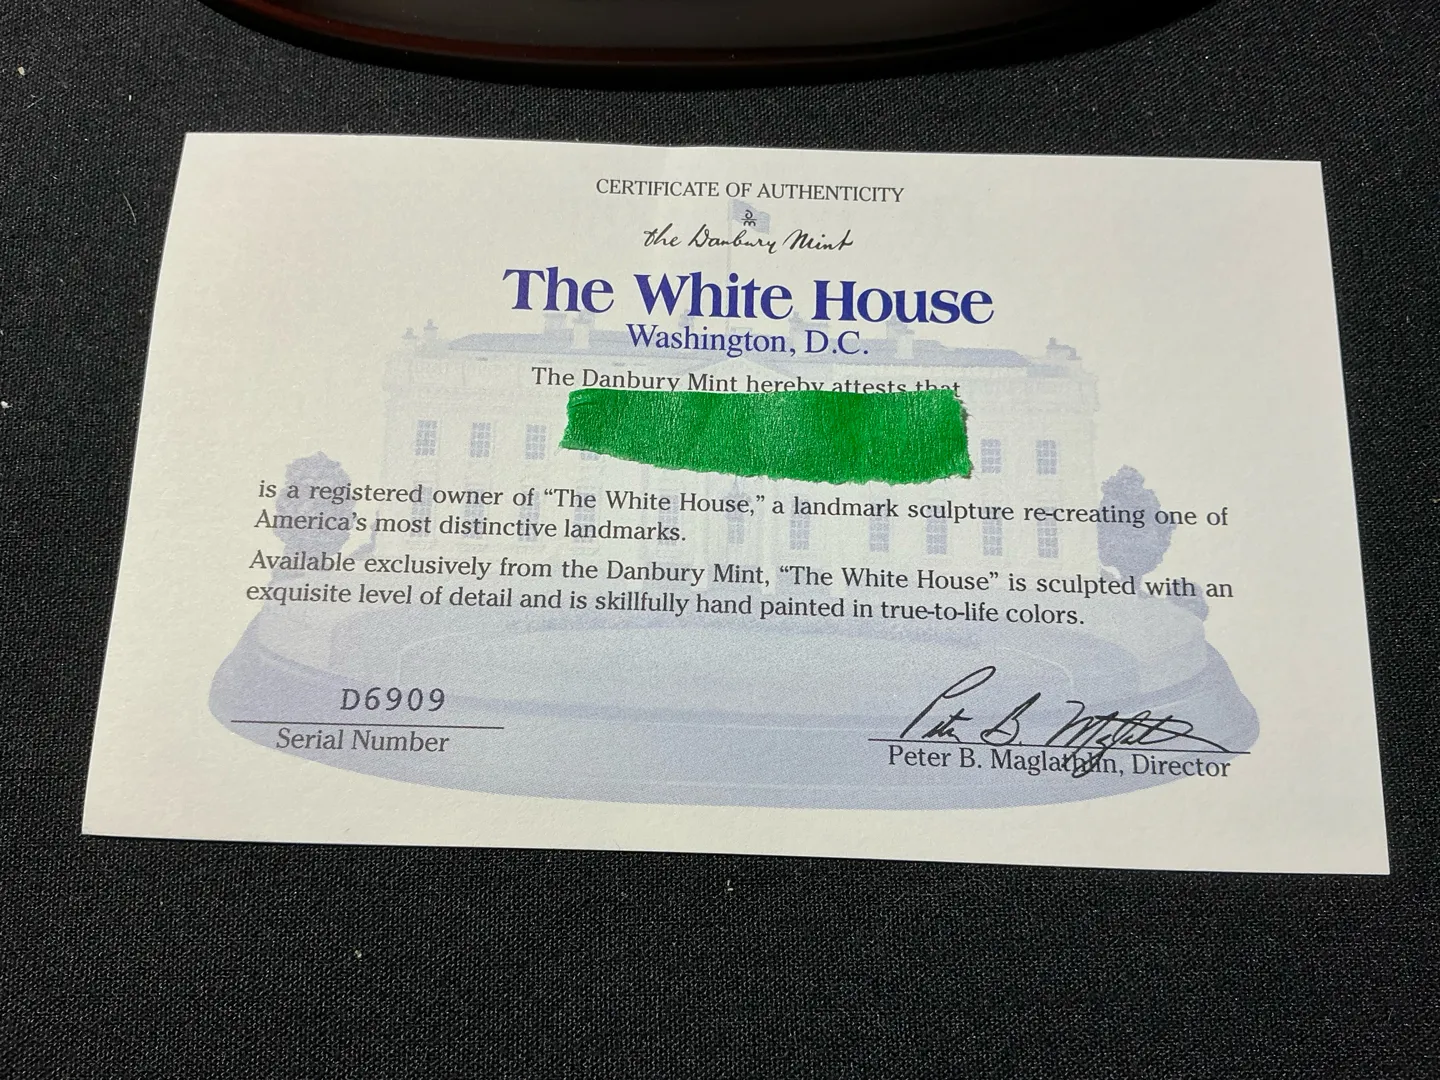 CERTIFICATE OF AUTHENTICITY
the Danbury Mint
The White House
Washington, D.C.
The Danbury Mint hereby attests that
is a registered owner of “The White House,” a landmark sculpture re-creating one of
America’s most distinctive landmarks.
Available exclusively from the Danbury Mint, “The White House” is sculpted with an
exquisite level of detail and is skillfully hand painted in true-to-life colors.
D6909
Serial Number
Peter B. Maglathlin
Peter B. Maglathlin, Director